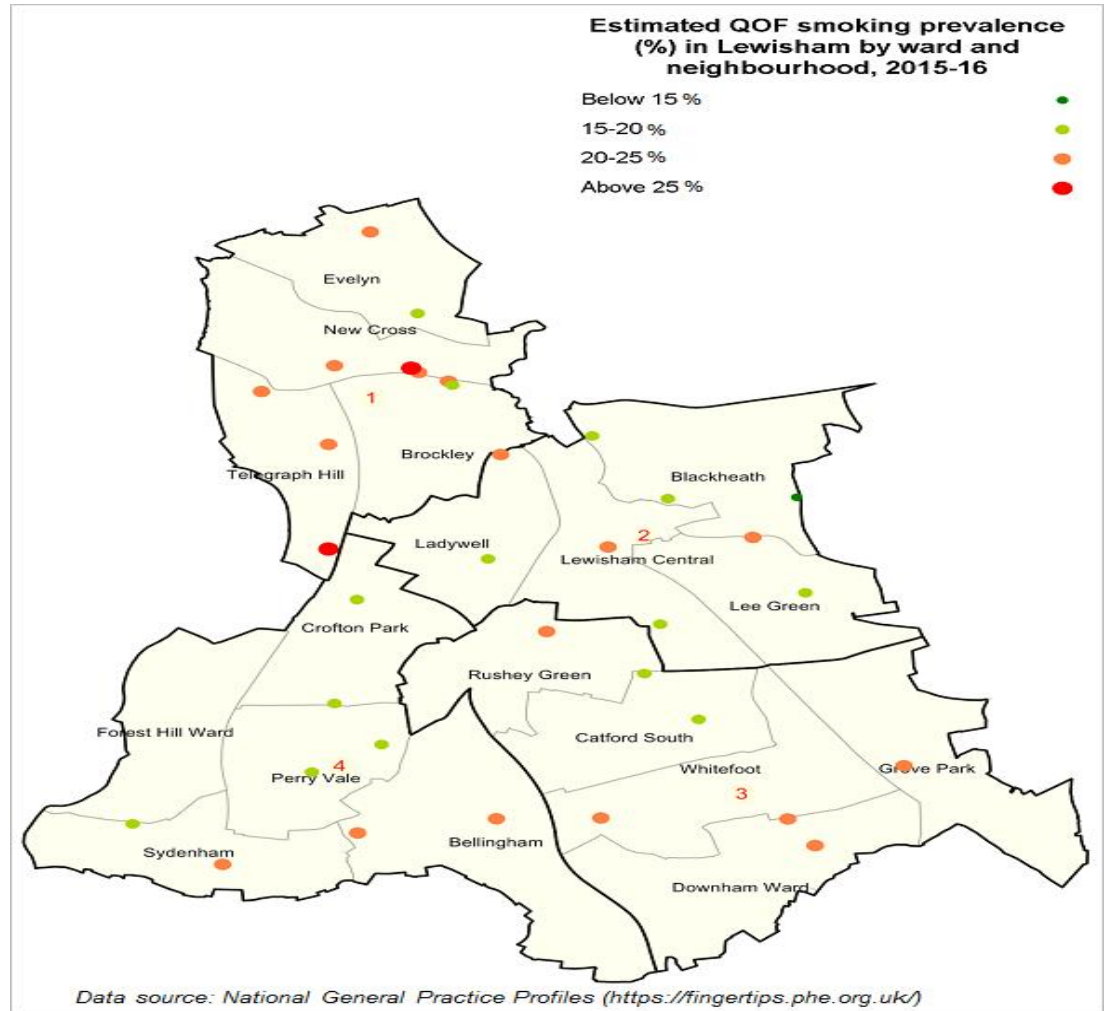 Estimated QOF smoking prevalence
(%) in Lewisham by ward and
neighbourhood, 2015-16
Below 15 %
15-20 %
20-25 %
Above 25 %
Evelyn
New Cross
1
Brockley
Telegraph Hill
Blackheath
2
Ladywell
Lewisham Central
Lee Green
Crofton Park
Rushey Green
Forest Hill Ward
Catford South
Perry Vale
4
Whitefoot
Grove Park
3
Sydenham
Bellingham
Downham Ward
Data source: National General Practice Profiles (https://fingertips.phe.org.uk/)